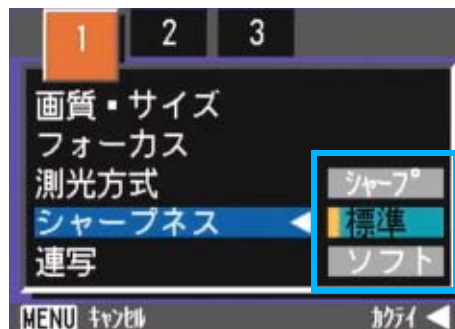 1 2 3
画質・サイズ
フォーカス
測光方式 ｼｬｰﾌﾟ
シャープネス 標準
連写 ソフト
MENU ｷｬﾝｾﾙ ｶｸﾃｲ